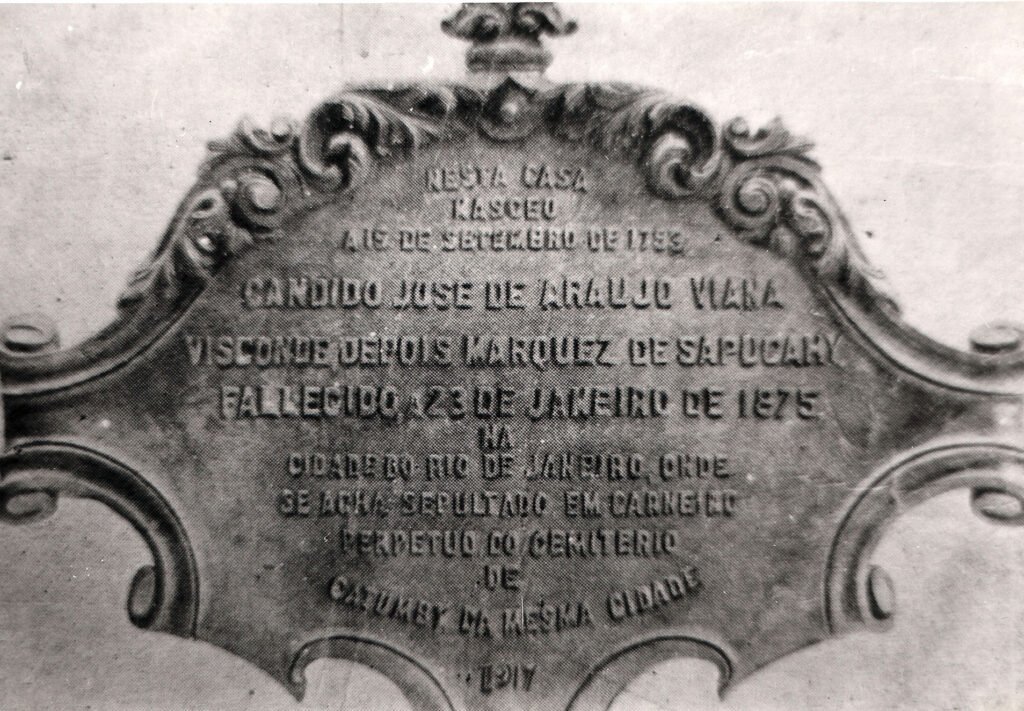 NESTA CASA
NASCEU
A 15 DE SETEMBRO DE 1793
CANDIDO JOSE DE ARAUJO VIANA
VISCONDE, DEPOIS MARQUEZ DE SAPUCAHY
FALLECIDO A 23 DE JANEIRO DE 1875
NA
CIDADE DO RIO DE JANEIRO, ONDE
SE ACHA SEPULTADO EM CARNEIRO
PERPETUO DO CEMITERIO
DE
CATUMBY DA MESMA CIDADE
1917